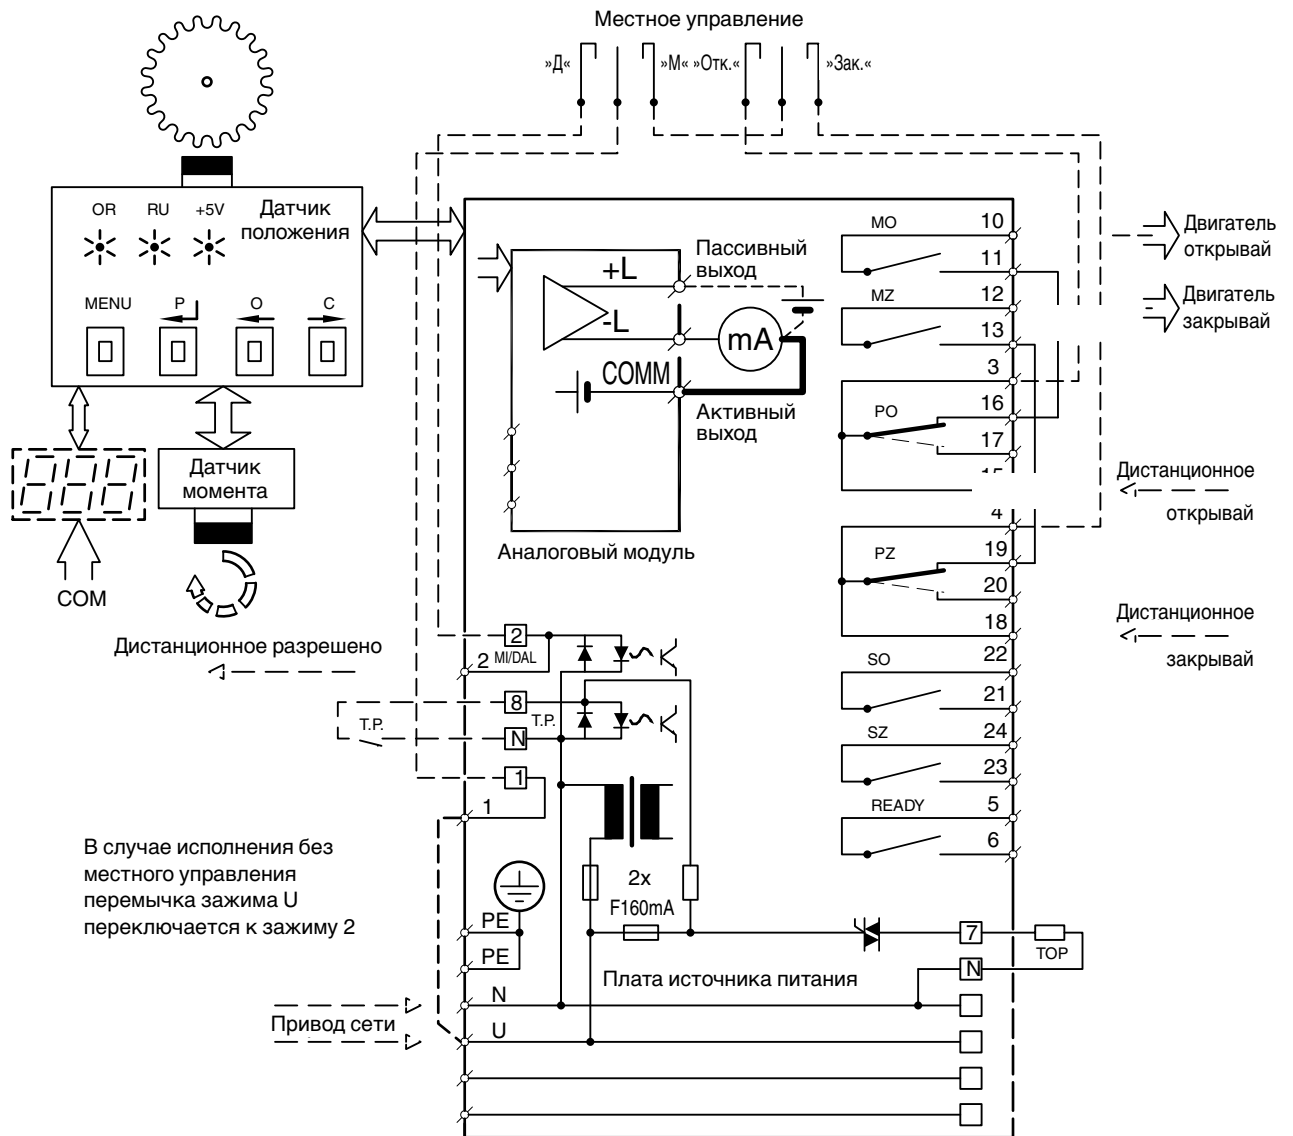 Местное управление
»Д«
»М«
»Отк.«
»Зак.«
OR
RU
+5V
Датчик
положения
MENU
P
O
C
Датчик
момента
COM
Дистанционное разрешено
+L
-L
COMM
mA
Пассивный
выход
Активный
выход
Аналоговый модуль
MO
10
11
MZ
12
13
3
PO
16
17
4
PZ
19
20
18
SO
22
21
SZ
24
23
READY
5
6
Двигатель
открывай
Двигатель
закрывай
Дистанционное
открывай
Дистанционное
закрывай
2
2
MI/DAL
8
T.P.
T.P.
N
1
1
В случае исполнения без
местного управления
перемычка зажима U
переключается к зажиму 2
2x
F160mA
PE
PE
7
TOP
N
Плата источника питания
N
U
Привод сети